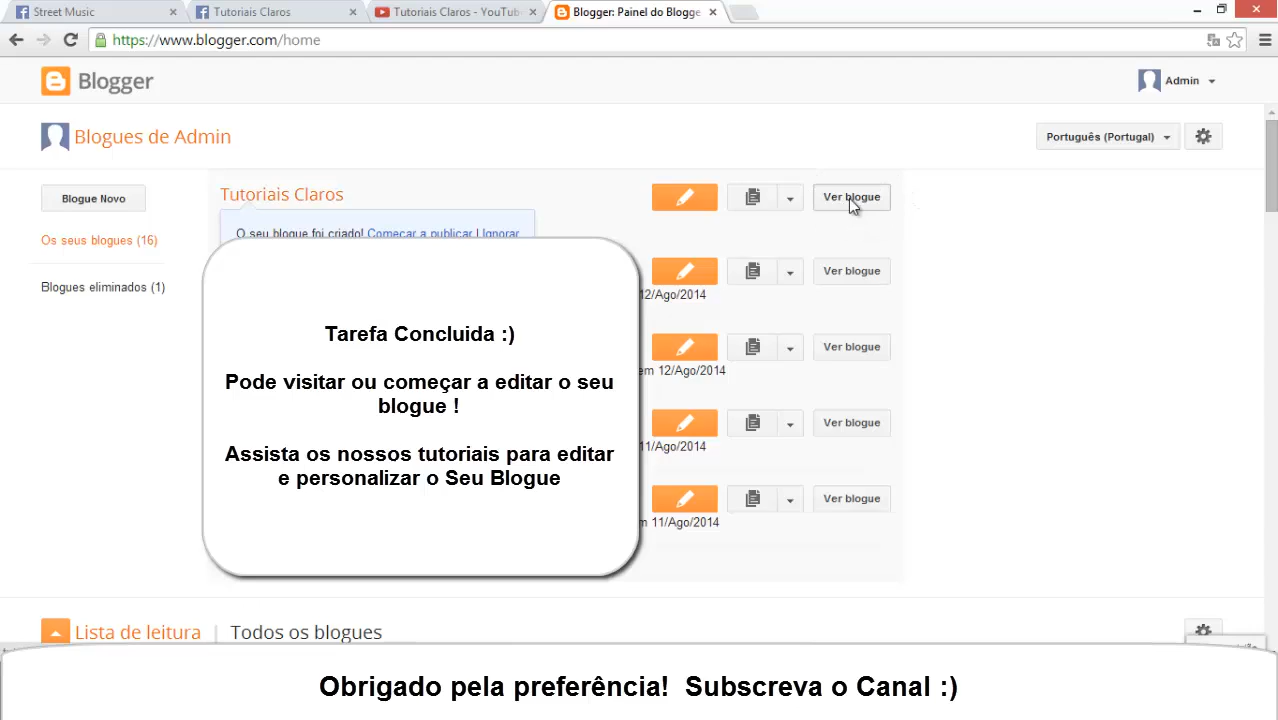 Street Music
Tutoriais Claros
Tutoriais Claros - YouTub
Blogger: Painel do Blogge
https://www.blogger.com/home
Blogger
Admin
Blogues de Admin
Português (Portugal)
Blogue Novo
Tutoriais Claros
Ver blogue
O seu blogue foi criado! Começar a publicar | Ignorar
Os seus blogues (16)
Ver blogue
Blogues eliminados (1)
12/Ago/2014
Tarefa Concluida :)
Ver blogue
em 12/Ago/2014
Pode visitar ou começar a editar o seu
blogue !
Ver blogue
11/Ago/2014
Assista os nossos tutoriais para editar
e personalizar o Seu Blogue
Ver blogue
m 11/Ago/2014
Lista de leitura
Todos os blogues
Obrigado pela preferência! Subscreva o Canal :)